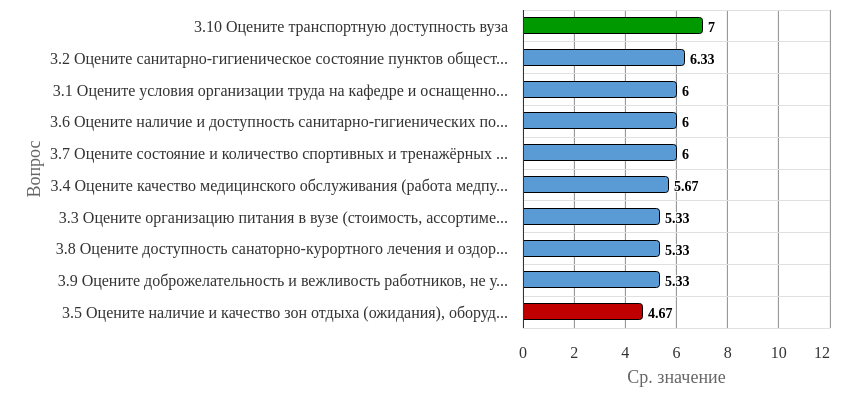 3.10 Оцените транспортную доступность вуза 7
3.2 Оцените санитарно-гигиеническое состояние пунктов общест... 6.33
3.1 Оцените условия организации труда на кафедре и оснащенно... 6
3.6 Оцените наличие и доступность санитарно-гигиенических по... 6
3.7 Оцените состояние и количество спортивных и тренажёрных ... 6
3.4 Оцените качество медицинского обслуживания (работа медпу... 5.67
3.3 Оцените организацию питания в вузе (стоимость, ассортиме... 5.33
3.8 Оцените доступность санаторно-курортного лечения и оздор... 5.33
3.9 Оцените доброжелательность и вежливость работников, не у... 5.33
3.5 Оцените наличие и качество зон отдыха (ожидания), оборуд... 4.67
Вопрос
0 2 4 6 8 10 12
Ср. значение